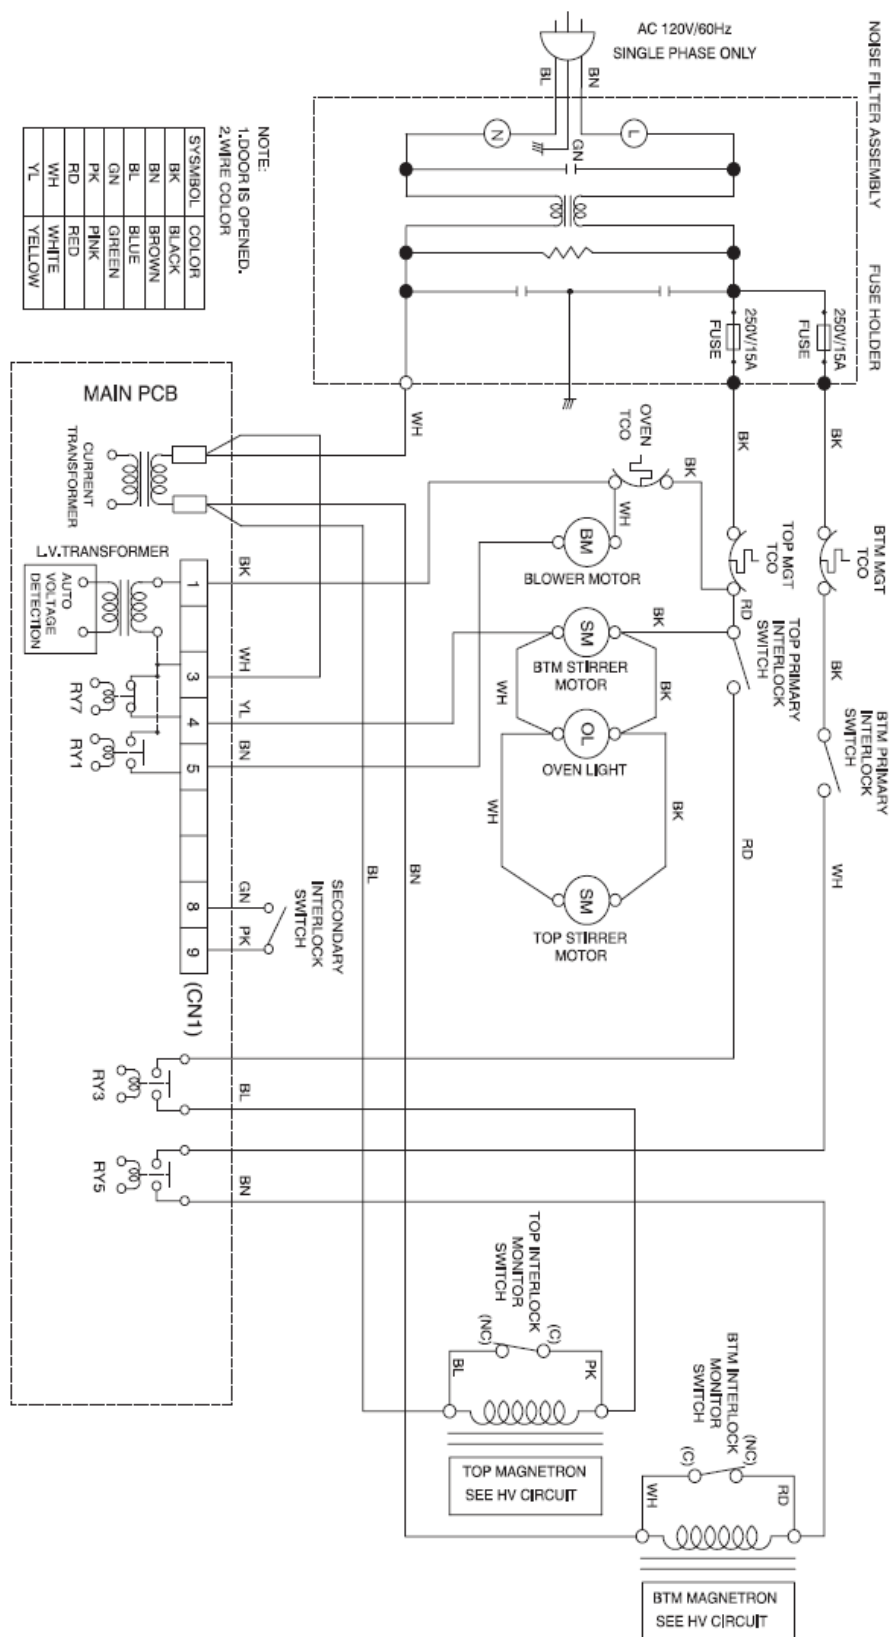 AC 120V/60Hz
SINGLE PHASE ONLY
NOISE FILTER ASSEMBLY
FUSE HOLDER
BL
BN
N
L
GN
250V/15A
FUSE
250V/15A
FUSE
NOTE:
1.DOOR IS OPENED.
2.WIRE COLOR
SYSMBOL COLOR
BK BLACK
BN BROWN
BL BLUE
GN GREEN
PK PINK
RD RED
WH WHITE
YL YELLOW
MAIN PCB
CURRENT
TRANSFORMER
L.V.TRANSFORMER
AUTO
VOLTAGE
DETECTION
RY7
RY1
1
3
4
5
8
9
(CN1)
BK
WH
YL
BN
GN
PK
SECONDARY
INTERLOCK
SWITCH
WH
OVEN
TCO
BK
WH
BM
BLOWER MOTOR
BK
TOP MGT
TCO
RD
BK
BTM MGT
TCO
BK
SM
BTM STIRRER
MOTOR
BK
WH
BK
OL
OVEN LIGHT
WH
BK
SM
TOP STIRRER
MOTOR
TOP PRIMARY
INTERLOCK
SWITCH
BTM PRIMARY
INTERLOCK
SWITCH
RD
WH
BL
BN
RY3
BL
RY5
BN
TOP INTERLOCK
MONITOR
SWITCH
(NC)
(C)
BL
PK
TOP MAGNETRON
SEE HV CIRCUIT
BTM INTERLOCK
MONITOR
SWITCH
(C)
(NC)
WH
RD
BTM MAGNETRON
SEE HV CIRCUIT